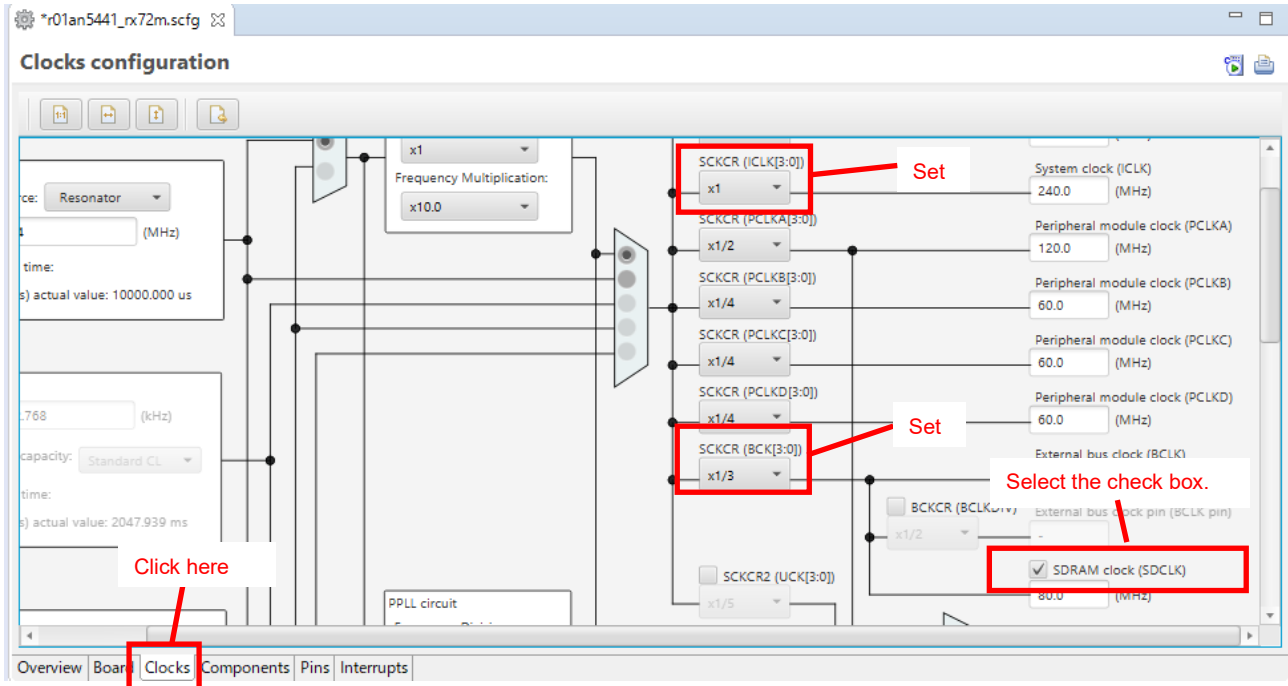 *r01an5441_rx72m.scfg
Clocks configuration
1:1
x1
Frequency Multiplication:
x10.0
rce: Resonator
(MHz)
time:
s) actual value: 10000.000 us
SCKCR (ICLK[3:0])
x1
Set
System clock (ICLK)
240.0 (MHz)
SCKCR (PCLKA[3:0])
x1/2
Peripheral module clock (PCLKA)
120.0 (MHz)
SCKCR (PCLKB[3:0])
x1/4
Peripheral module clock (PCLKB)
60.0 (MHz)
SCKCR (PCLKC[3:0])
x1/4
Peripheral module clock (PCLKC)
60.0 (MHz)
SCKCR (PCLKD[3:0])
x1/4
Peripheral module clock (PCLKD)
60.0 (MHz)
.768 (kHz)
capacity: Standard CL
time:
s) actual value: 2047.939 ms
Set
SCKCR (BCK[3:0])
x1/3
External bus clock (BCLK)
Select the check box.
BCKCR (BCLKDIV)
x1/2
External bus clock pin (BCLK pin)
-
SDRAM clock (SDCLK)
80.0 (MHz)
SCKCR2 (UCK[3:0])
x1/5
PPLL circuit
Click here
Overview Board Clocks Components Pins Interrupts